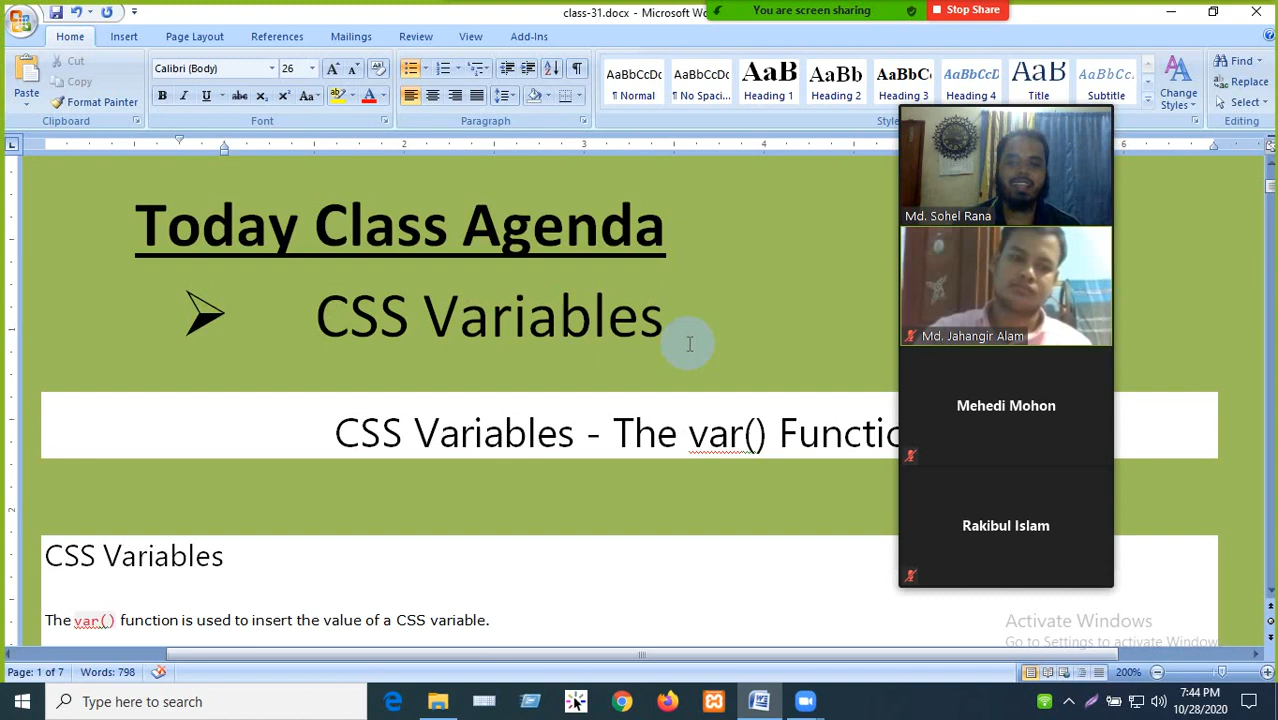 class-31.docx - Microsoft Wo
You are screen sharing
Stop Share
Home Insert Page Layout References Mailings Review View Add-Ins
Cut
Copy
Format Painter
Paste
Clipboard
Calibri (Body) 26
Font
Paragraph
AaBbCcDc AaBbCcDc AaB AaBb AaBbCc AaBbCcD AaB AaBbCcD
¶ Normal ¶ No Spaci... Heading 1 Heading 2 Heading 3 Heading 4 Title Subtitle
Change
Styles
Find
Replace
Select
Editing
Today Class Agenda
CSS Variables
CSS Variables - The var() Functio
CSS Variables
The var() function is used to insert the value of a CSS variable.
Md. Sohel Rana
Md. Jahangir Alam
Mehedi Mohon
Rakibul Islam
Activate Windows
Go to Settings to activate Window
Page: 1 of 7 Words: 798
200%
Type here to search
7:44 PM
10/28/2020